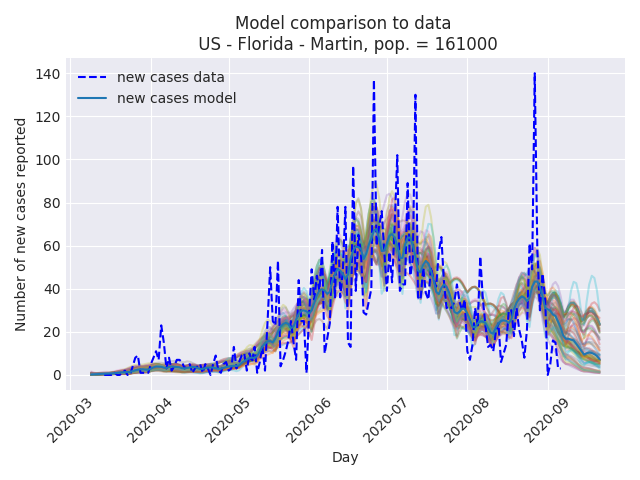 Model comparison to data
US - Florida - Martin, pop. = 161000
new cases data
new cases model
Number of new cases reported
140
120
100
80
60
40
20
0
2020-03
2020-04
2020-05
2020-06
2020-07
2020-08
2020-09
Day